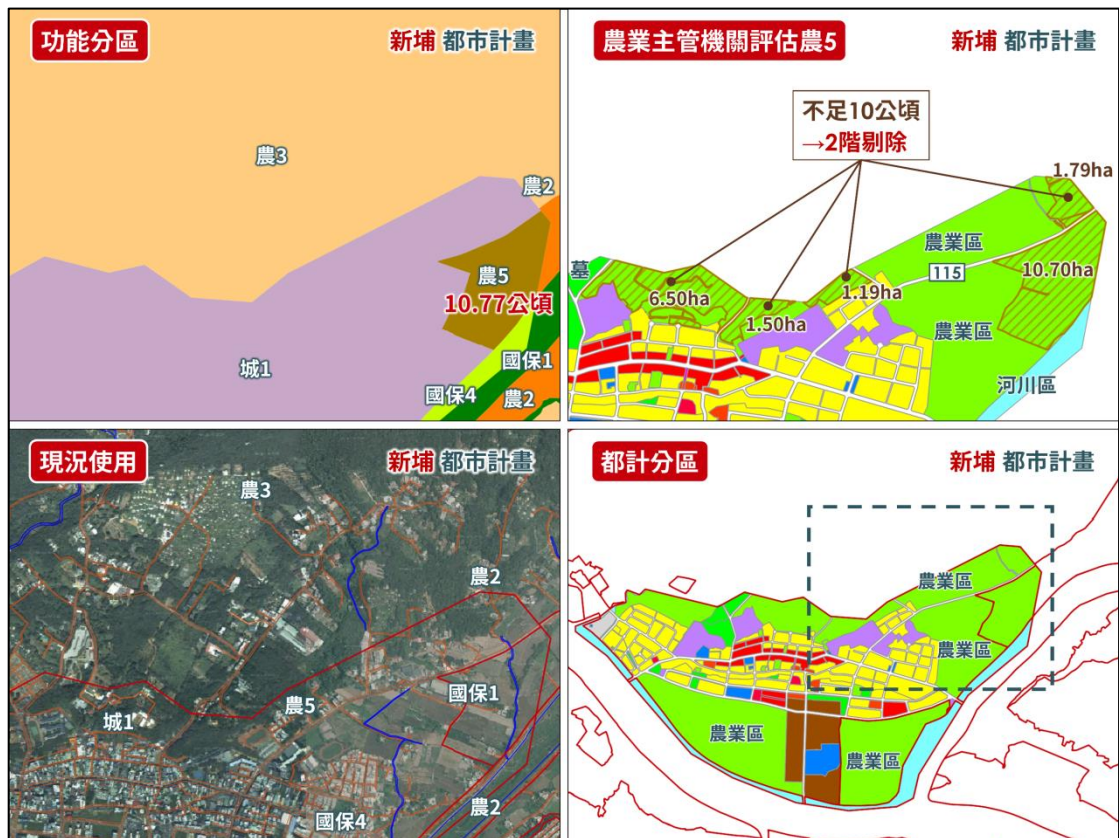 功能分區
新埔 都市計畫
農3
農2
農5
10.77公頃
國保1
城1
農2
國保4
農業主管機關評估農5
新埔 都市計畫
不足10公頃
→2階剔除
1.79ha
農業區
115
墓
10.70ha
6.50ha
1.19ha
1.50ha
農業區
河川區
現況使用
新埔 都市計畫
農3
農2
國保1
農5
城1
農2
國保4
都計分區
新埔 都市計畫
農業區
農業區
農業區
農業區